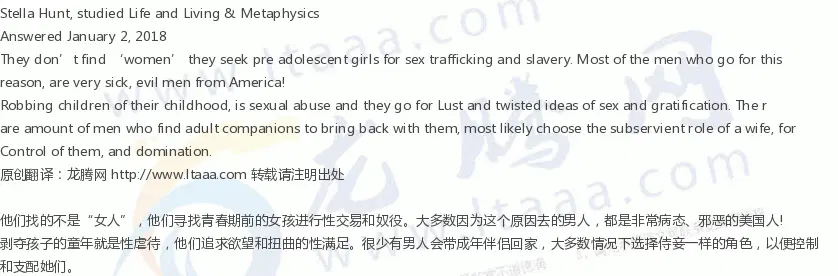 Stella Hunt, studied Life and Living & Metaphysics
Answered January 2, 2018
They don’t find ‘women’ they seek pre adolescent girls for sex trafficking and slavery. Most of the men who go for this
reason, are very sick, evil men from America!
Robbing children of their childhood, is sexual abuse and they go for Lust and twisted ideas of sex and gratification. The r
are amount of men who find adult companions to bring back with them, most likely choose the subservient role of a wife, for
Control of them, and domination.
原创翻译：龙腾网 http://www.ltaaa.com 转载请注明出处
他们找的不是“女人”，他们寻找青春期前的女孩进行性交易和奴役。大多数因为这个原因去的男人，都是非常病态、邪恶的美国人!
剥夺孩子的童年就是性虐待，他们追求欲望和扭曲的性满足。很少有男人会带成年伴侣回家，大多数情况下选择侍妾一样的角色，以便控制
和支配她们。
www.ltaaa.com
龙腾网